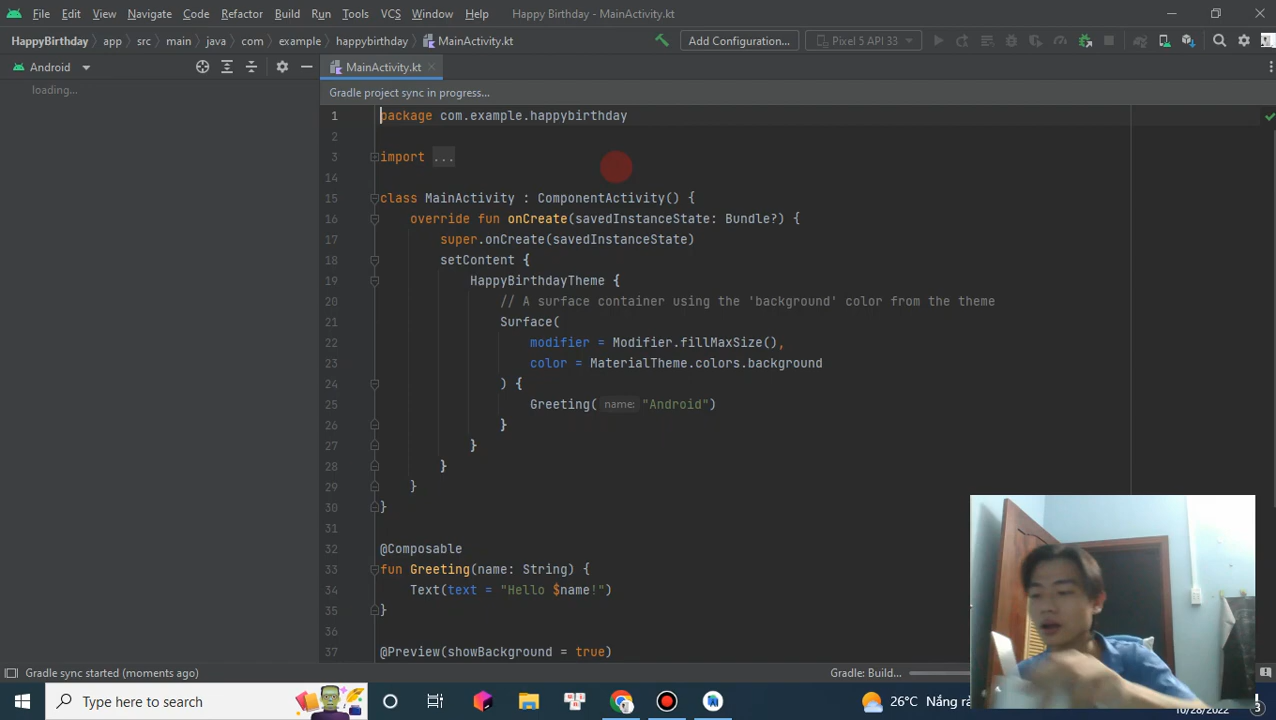 File Edit View Navigate Code Refactor Build Run Tools VCS Window Help Happy Birthday - MainActivity.kt
HappyBirthday app src main java com example happybirthday MainActivity.kt Add Configuration... Pixel 5 API 33
Android MainActivity.kt
loading...
Gradle project sync in progress...
1 package com.example.happybirthday
2
3 import ...
14
15 class MainActivity : ComponentActivity() {
16 override fun onCreate(savedInstanceState: Bundle?) {
17 super.onCreate(savedInstanceState)
18 setContent {
19 HappyBirthdayTheme {
20 // A surface container using the 'background' color from the theme
21 Surface(
22 modifier = Modifier.fillMaxSize(),
23 color = MaterialTheme.colors.background
24 ) {
25 Greeting( name: "Android")
26 }
27 }
28 }
29 }
30 }
31
32 @Composable
33 fun Greeting(name: String) {
34 Text(text = "Hello $name!")
35 }
36
37 @Preview(showBackground = true)
Gradle sync started (moments ago) Gradle: Build...
Type here to search 26°C Nắng rả
10/28/2022 3